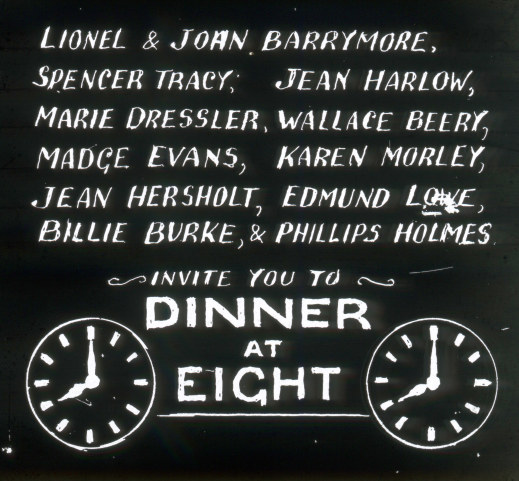 LIONEL & JOHN BARRYMORE,
SPENCER TRACY, JEAN HARLOW,
MARIE DRESSLER, WALLACE BEERY,
MADGE EVANS, KAREN MORLEY,
JEAN HERSHOLT, EDMUND LOWE,
BILLIE BURKE, & PHILLIPS HOLMES.
INVITE YOU TO
DINNER
AT
EIGHT